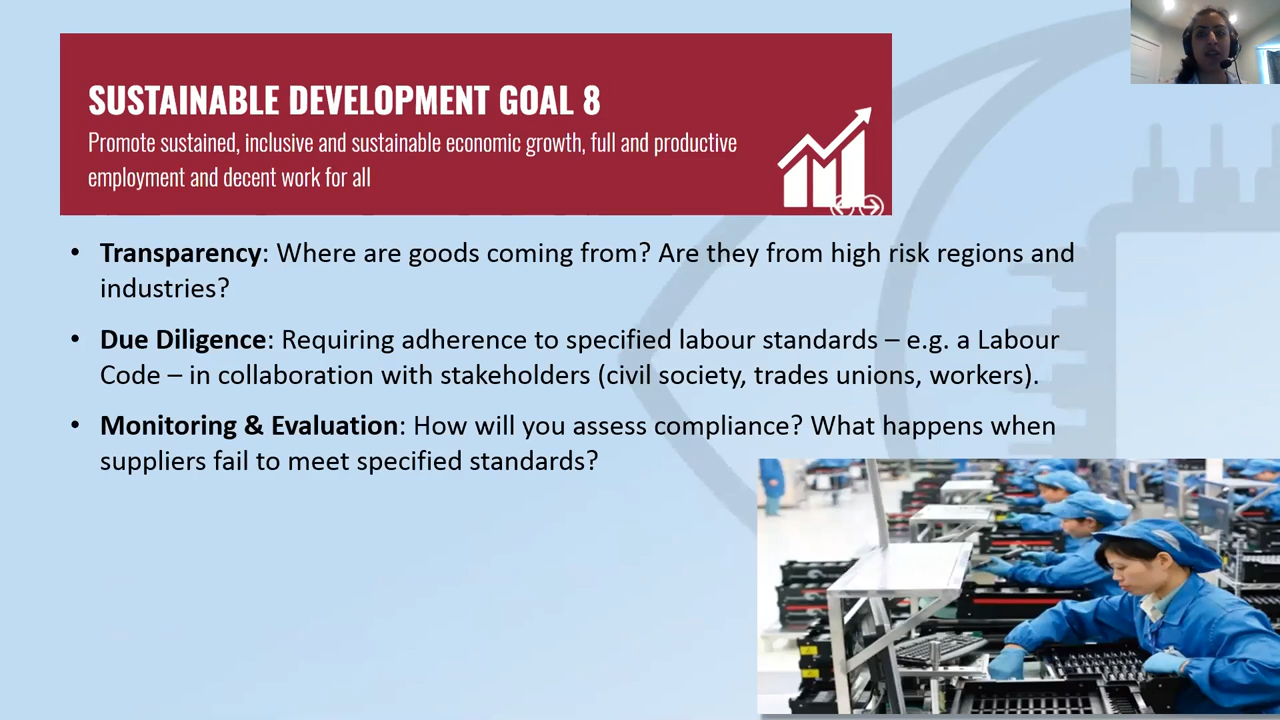 SUSTAINABLE DEVELOPMENT GOAL 8
Promote sustained, inclusive and sustainable economic growth, full and productive
employment and decent work for all
• Transparency: Where are goods coming from? Are they from high risk regions and
industries?
• Due Diligence: Requiring adherence to specified labour standards – e.g. a Labour
Code – in collaboration with stakeholders (civil society, trades unions, workers).
• Monitoring & Evaluation: How will you assess compliance? What happens when
suppliers fail to meet specified standards?